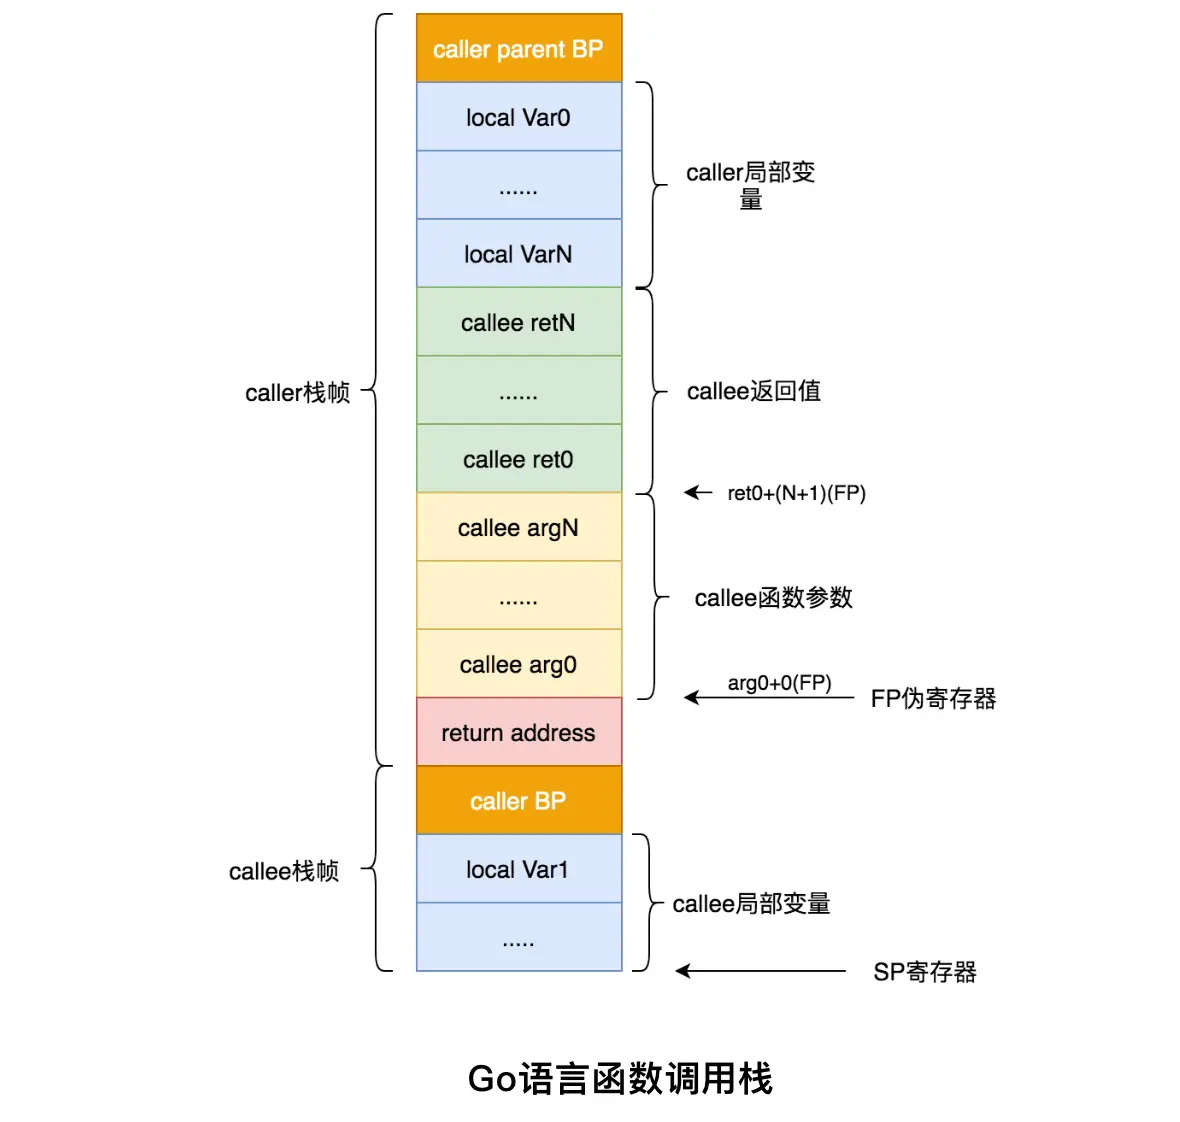 caller parent BP
local Var0
......
local VarN
caller局部变
量
callee retN
......
callee ret0
callee返回值
caller栈帧
ret0+(N+1)(FP)
callee argN
......
callee arg0
callee函数参数
arg0+0(FP)
FP伪寄存器
return address
caller BP
local Var1
.....
callee栈帧
callee局部变量
SP寄存器
Go语言函数调用栈